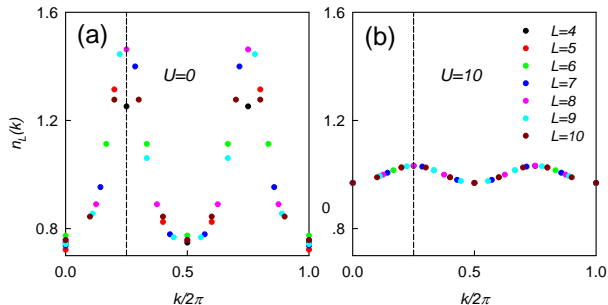 (a)
U=0
1.6
1.2
0.8
n_L(k)
0.0
0.5
1.0
k/2π
(b)
U=10
L=4
L=5
L=6
L=7
L=8
L=9
L=10
1.6
1.2
0
.8
0.0
0.5
1.0
k/2π